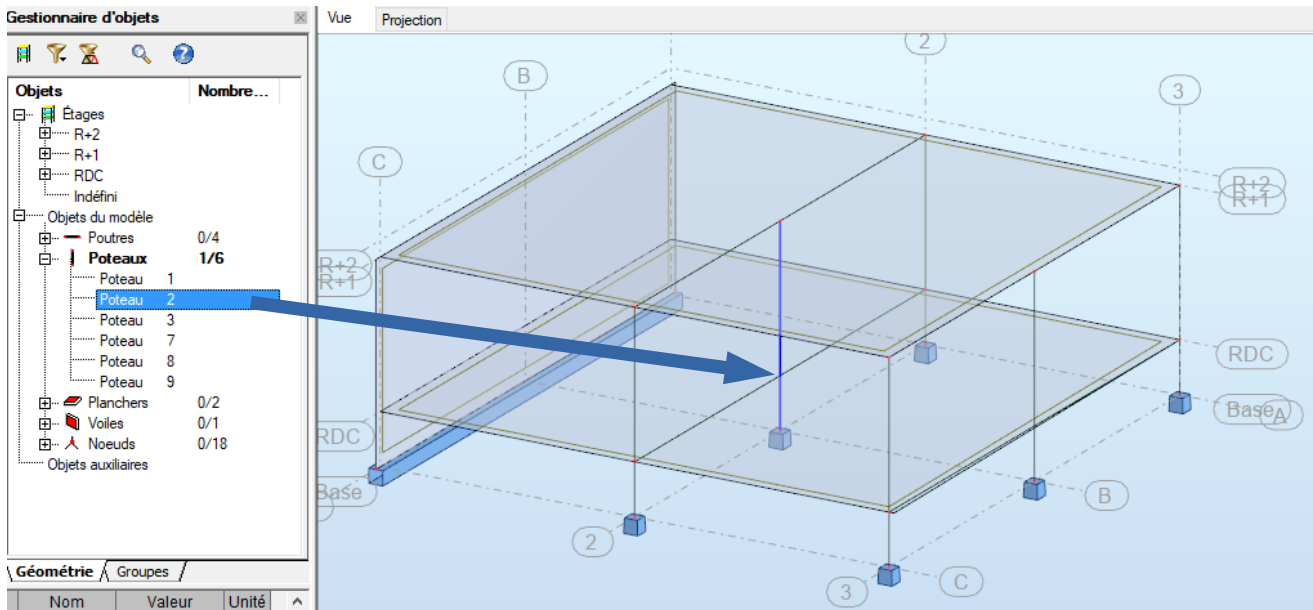 Gestionnaire d'objets
Objets Nombre...
Étages
R+2
R+1
RDC
Indéfini
Objets du modèle
Poutres 0/4
Poteaux 1/6
Poteau 1
Poteau 2
Poteau 3
Poteau 7
Poteau 8
Poteau 9
Planchers 0/2
Voiles 0/1
Noeuds 0/18
Objets auxiliaires
Géométrie Groupes
Nom Valeur Unité
Vue Projection
2
B
3
C
R+2
R+1
R+2
R+1
RDC
Base A
RDC
Base
B
2
C
3